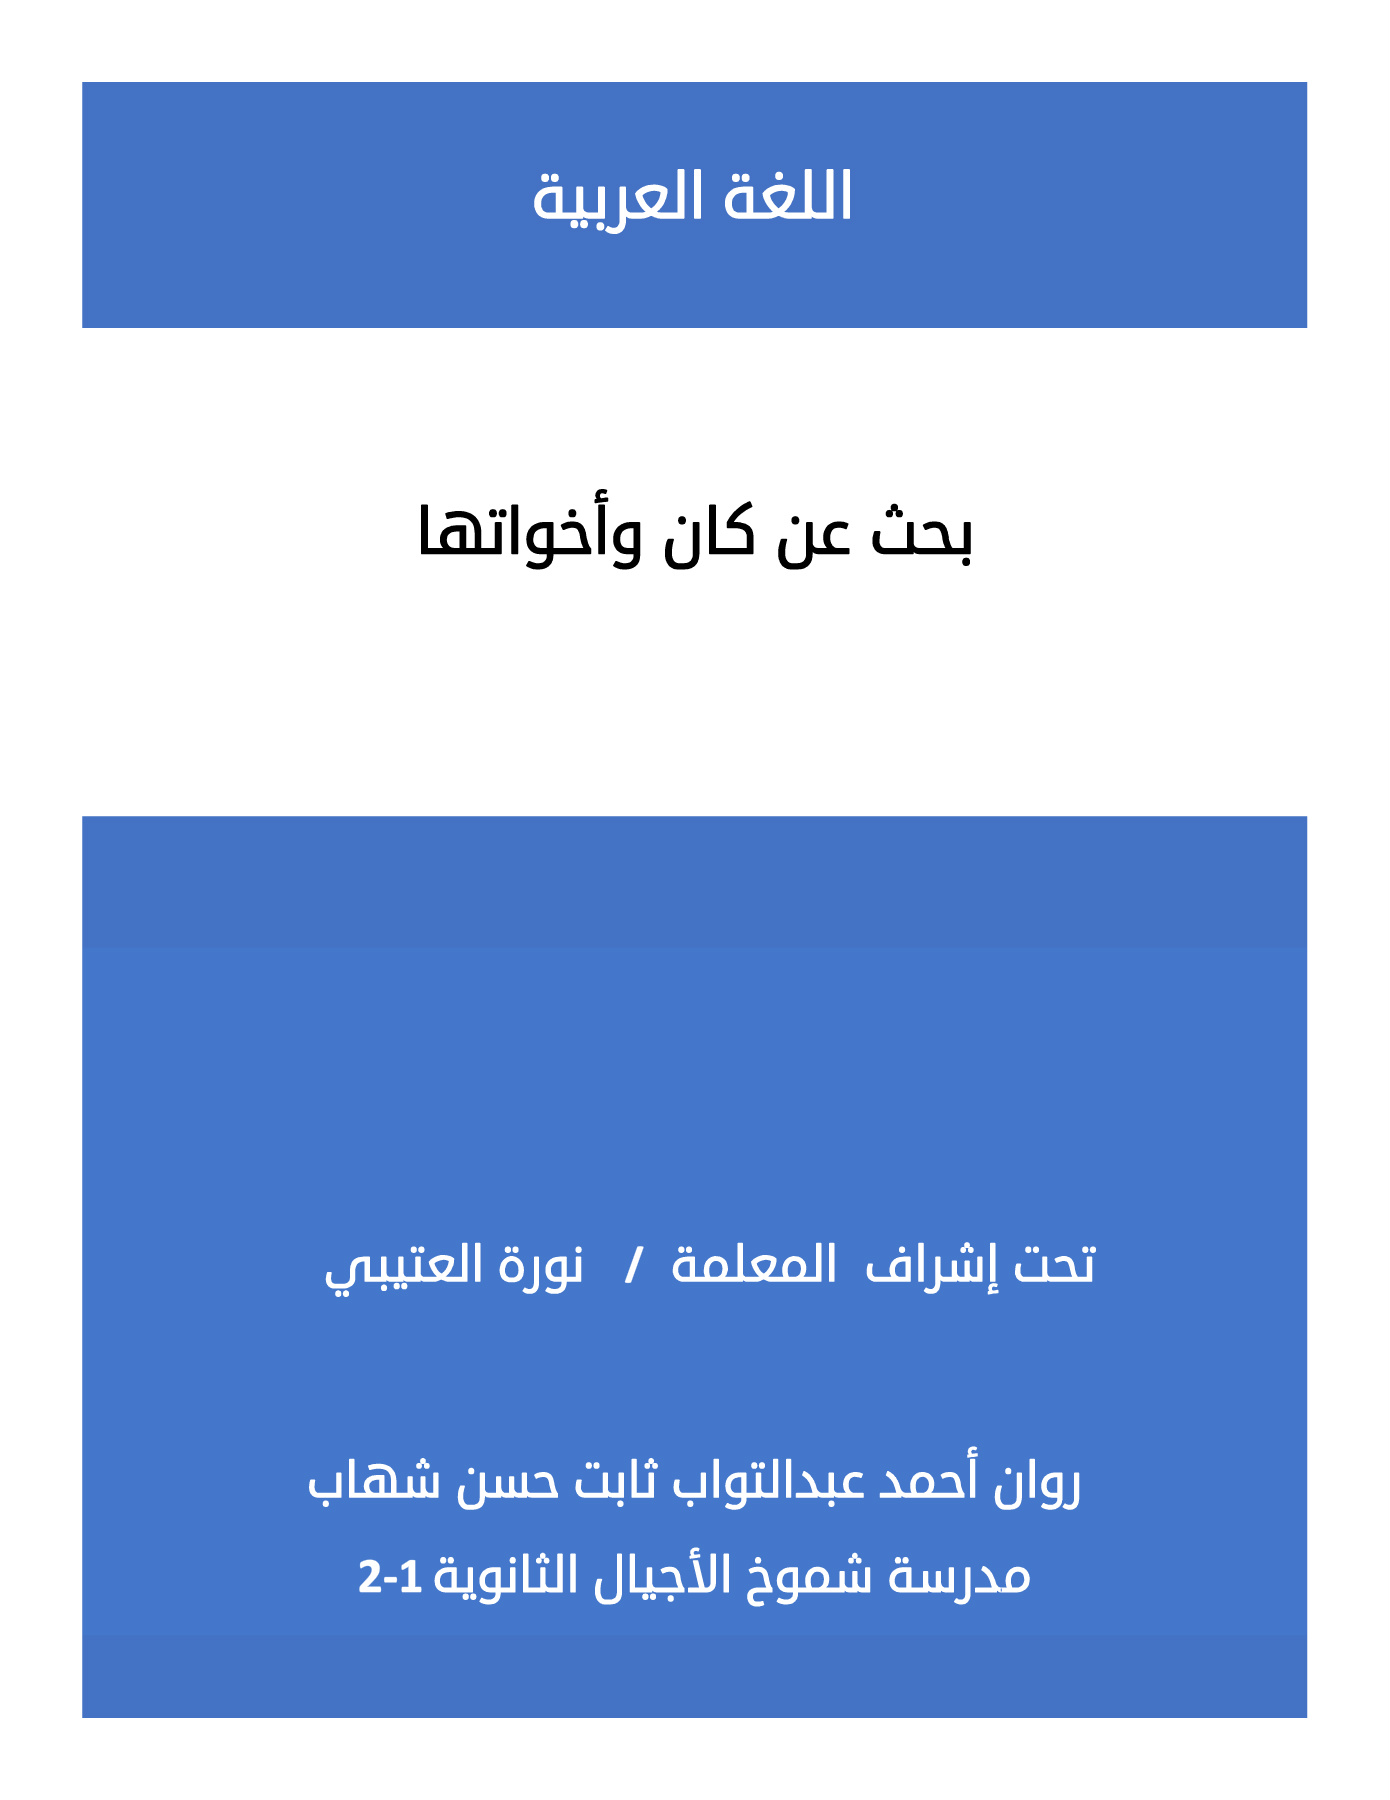 اللغة العربية
بحث عن كان وأخواتها
تحت إشراف المعلمة / نورة العتيبي
روان أحمد عبدالتواب ثابت حسن شهاب
مدرسة شموخ الأجيال الثانوية 1-2